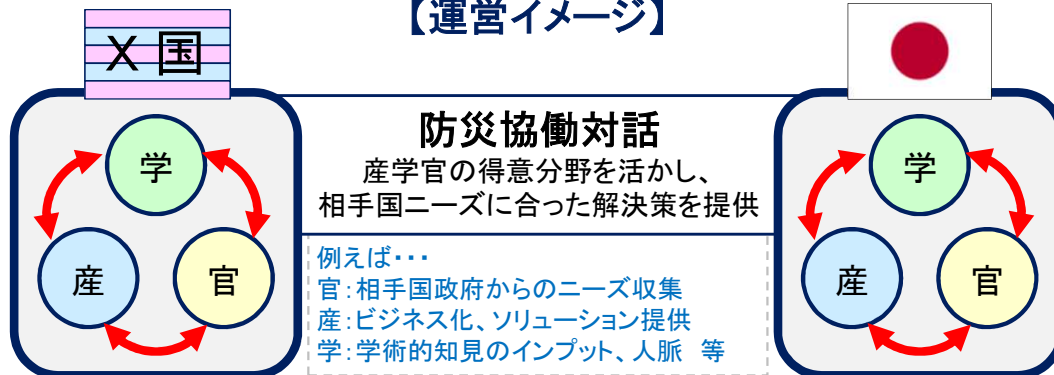 【運営イメージ】
X 国
学
産
官
防災協働対話
産学官の得意分野を活かし、
相手国ニーズに合った解決策を提供
例えば・・・
官：相手国政府からのニーズ収集
産：ビジネス化、ソリューション提供
学：学術的知見のインプット、人脈　等
学
産
官